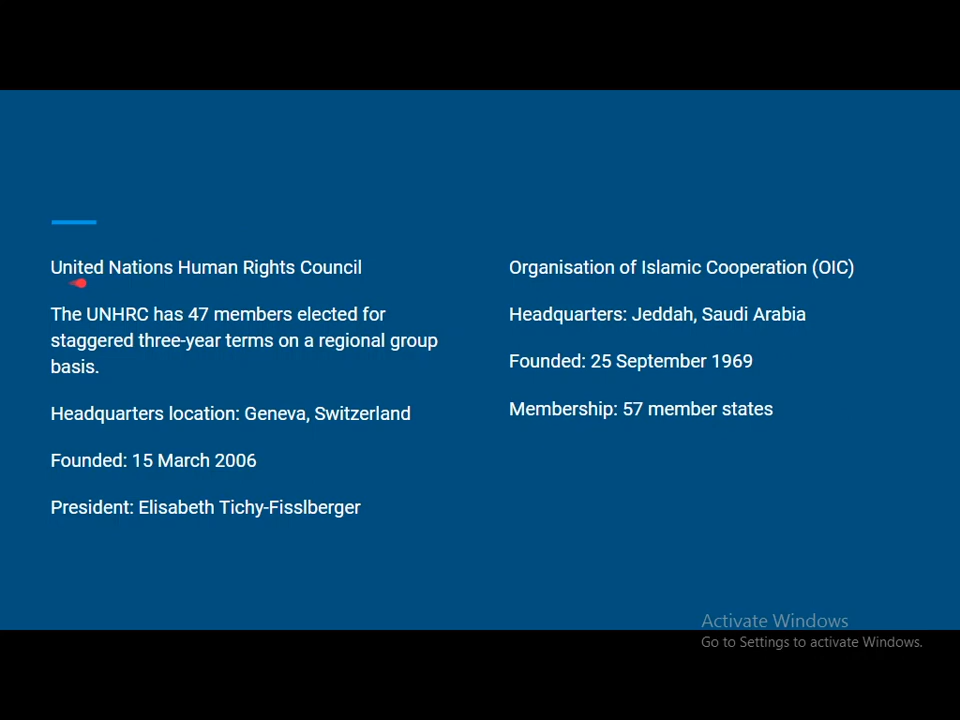 United Nations Human Rights Council
The UNHRC has 47 members elected for
staggered three-year terms on a regional group
basis.
Headquarters location: Geneva, Switzerland
Founded: 15 March 2006
President: Elisabeth Tichy-Fisslberger
Organisation of Islamic Cooperation (OIC)
Headquarters: Jeddah, Saudi Arabia
Founded: 25 September 1969
Membership: 57 member states
Activate Windows
Go to Settings to activate Windows.